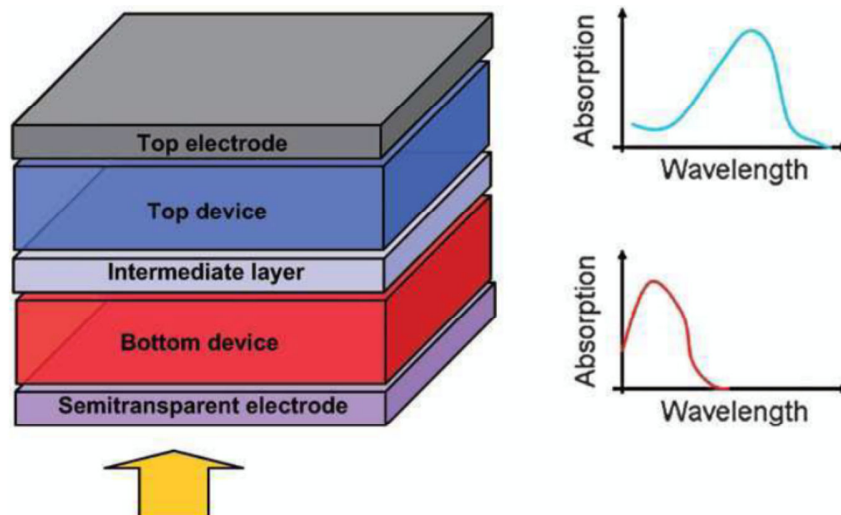 Top electrode
Top device
Intermediate layer
Bottom device
Semitransparent electrode
Absorption
Wavelength
Absorption
Wavelength